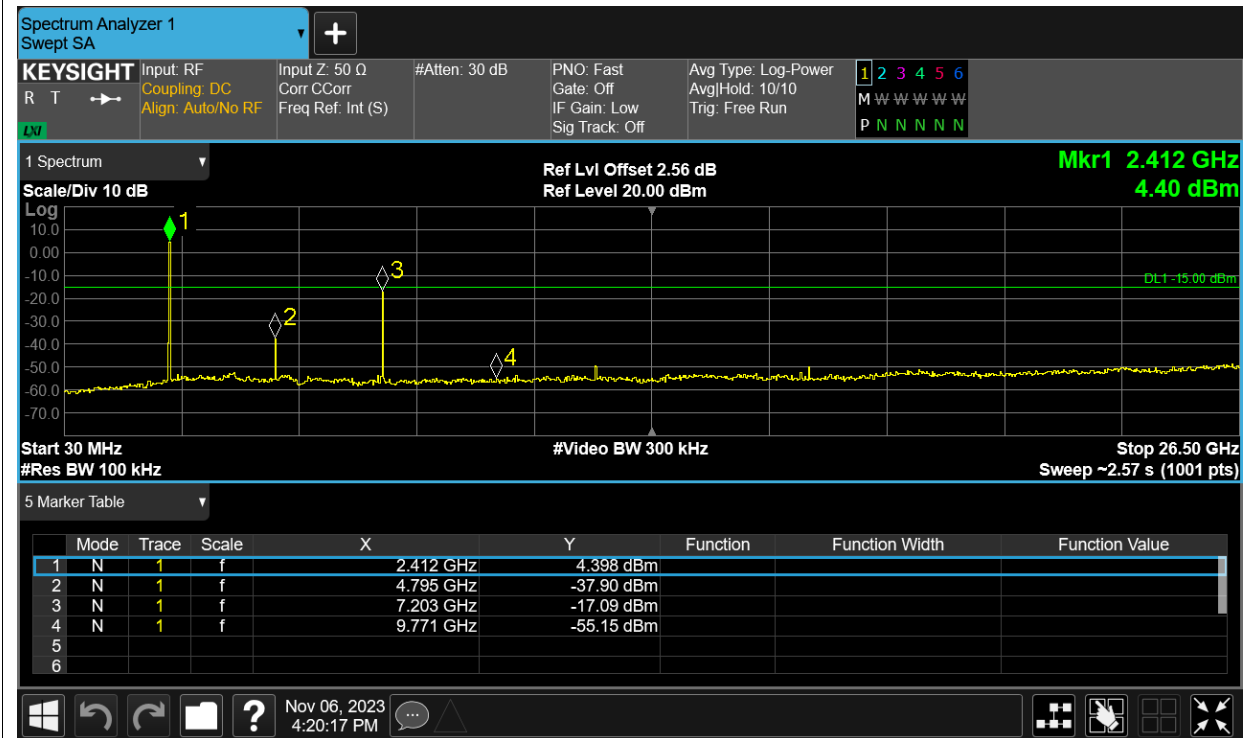 Spectrum Analyzer 1
Swept SA
+
KEYSIGHT Input: RF Input Z: 50 Ω #Atten: 30 dB PNO: Fast Avg Type: Log-Power 1 2 3 4 5 6
R T Coupling: DC Corr CCorr Gate: Off Avg|Hold: 10/10 M W W W W W
Align: Auto/No RF Freq Ref: Int (S) IF Gain: Low Trig: Free Run
LXI Sig Track: Off P N N N N N N
1 Spectrum
Ref Lvl Offset 2.56 dB Mkr1 2.412 GHz
Scale/Div 10 dB Ref Level 20.00 dBm 4.40 dBm
Log
1
10.0
0.00
3
-10.0
DL1 -15.00 dBm
-20.0
2
-30.0
-40.0
4
-50.0
-60.0
-70.0
Start 30 MHz #Video BW 300 kHz Stop 26.50 GHz
#Res BW 100 kHz Sweep ~2.57 s (1001 pts)
5 Marker Table
Mode Trace Scale X Y Function Function Width Function Value
1 N 1 f 2.412 GHz 4.398 dBm
2 N 1 f 4.795 GHz -37.90 dBm
3 N 1 f 7.203 GHz -17.09 dBm
4 N 1 f 9.771 GHz -55.15 dBm
5
6
? Nov 06, 2023
4:20:17 PM